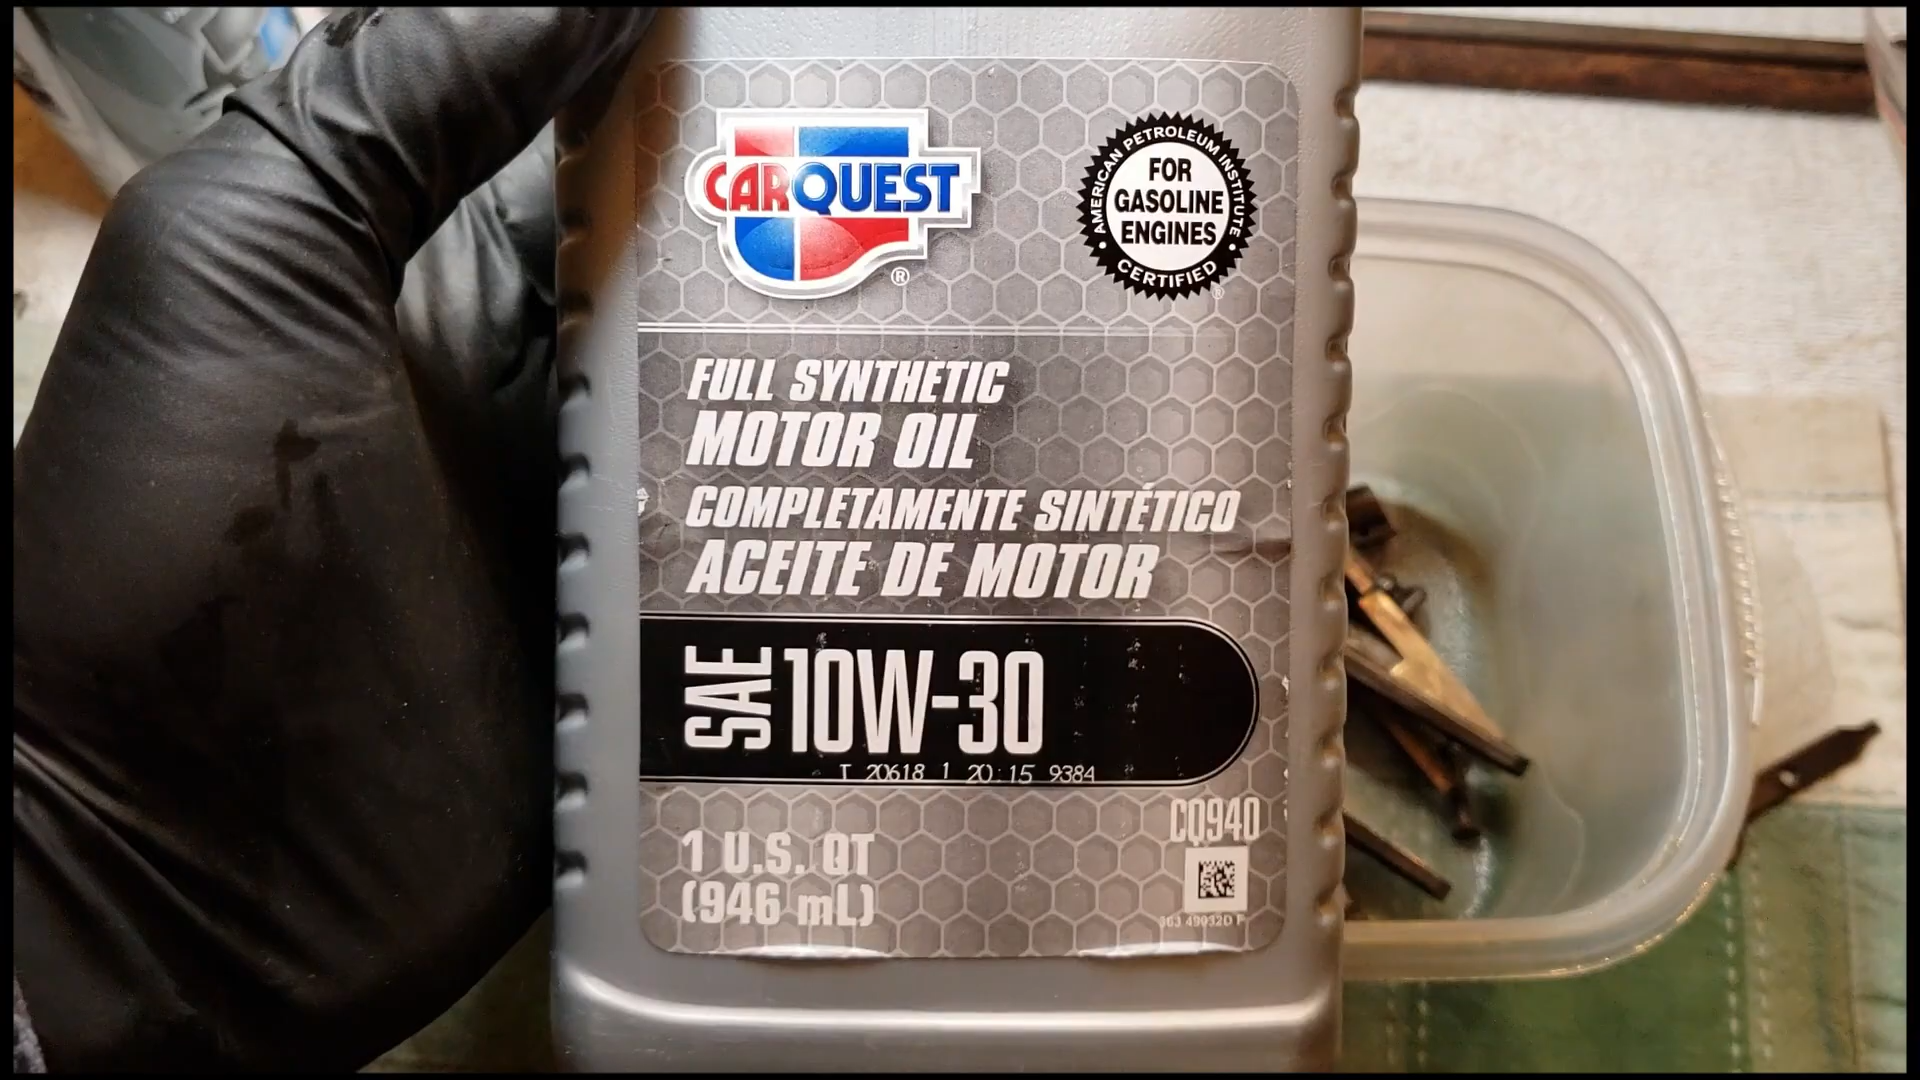 CARQUEST
®
AMERICAN PETROLEUM INSTITUTE
FOR
GASOLINE
ENGINES
CERTIFIED
®
FULL SYNTHETIC
MOTOR OIL
COMPLETAMENTE SINTÉTICO
ACEITE DE MOTOR
SAE 10W-30
T 20618 1 20:15 9384
CQ940
1 U.S. QT
(946 mL)